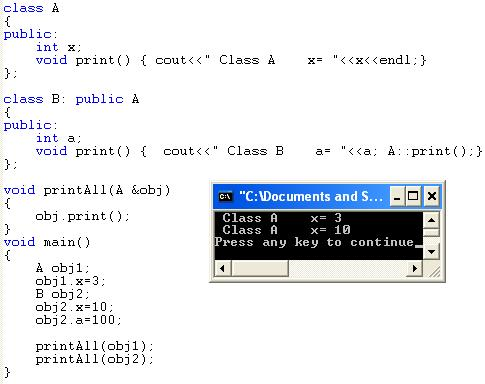 class A
{
public:
    int x;
    void print() { cout<<" Class A    x= "<<x<<endl;}
};

class B: public A
{
public:
    int a;
    void print() {  cout<<" Class B    a= "<<a; A::print();}
};

void printAll(A &obj)
{
    obj.print();
}
void main()
{
    A obj1;
    obj1.x=3;
    B obj2;
    obj2.x=10;
    obj2.a=100;

    printAll(obj1);
    printAll(obj2);
}
"C:\Documents and S...
Class A    x= 3
Class A    x= 10
Press any key to continue_